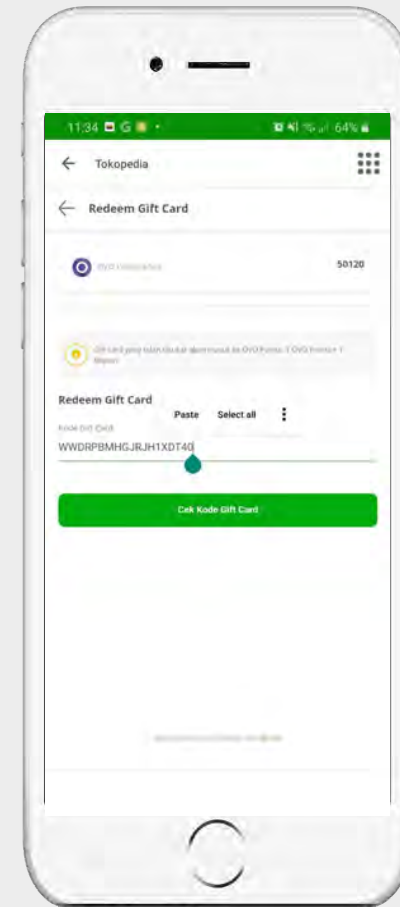 11:34 G 64%
Tokopedia
Redeem Gift Card
50120
Redeem Gift Card
Paste Select all
Kode Gift Card
WWDRPBMHGJRJH1XDT40
Cek Kode Gift Card